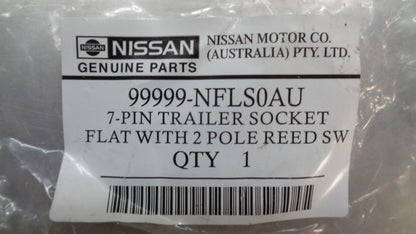 NISSAN
NISSAN
GENUINE PARTS
NISSAN MOTOR CO.
(AUSTRALIA) PTY. LTD.
99999-NFLS0AU
7-PIN TRAILER SOCKET
FLAT WITH 2 POLE REED SW
QTY 1